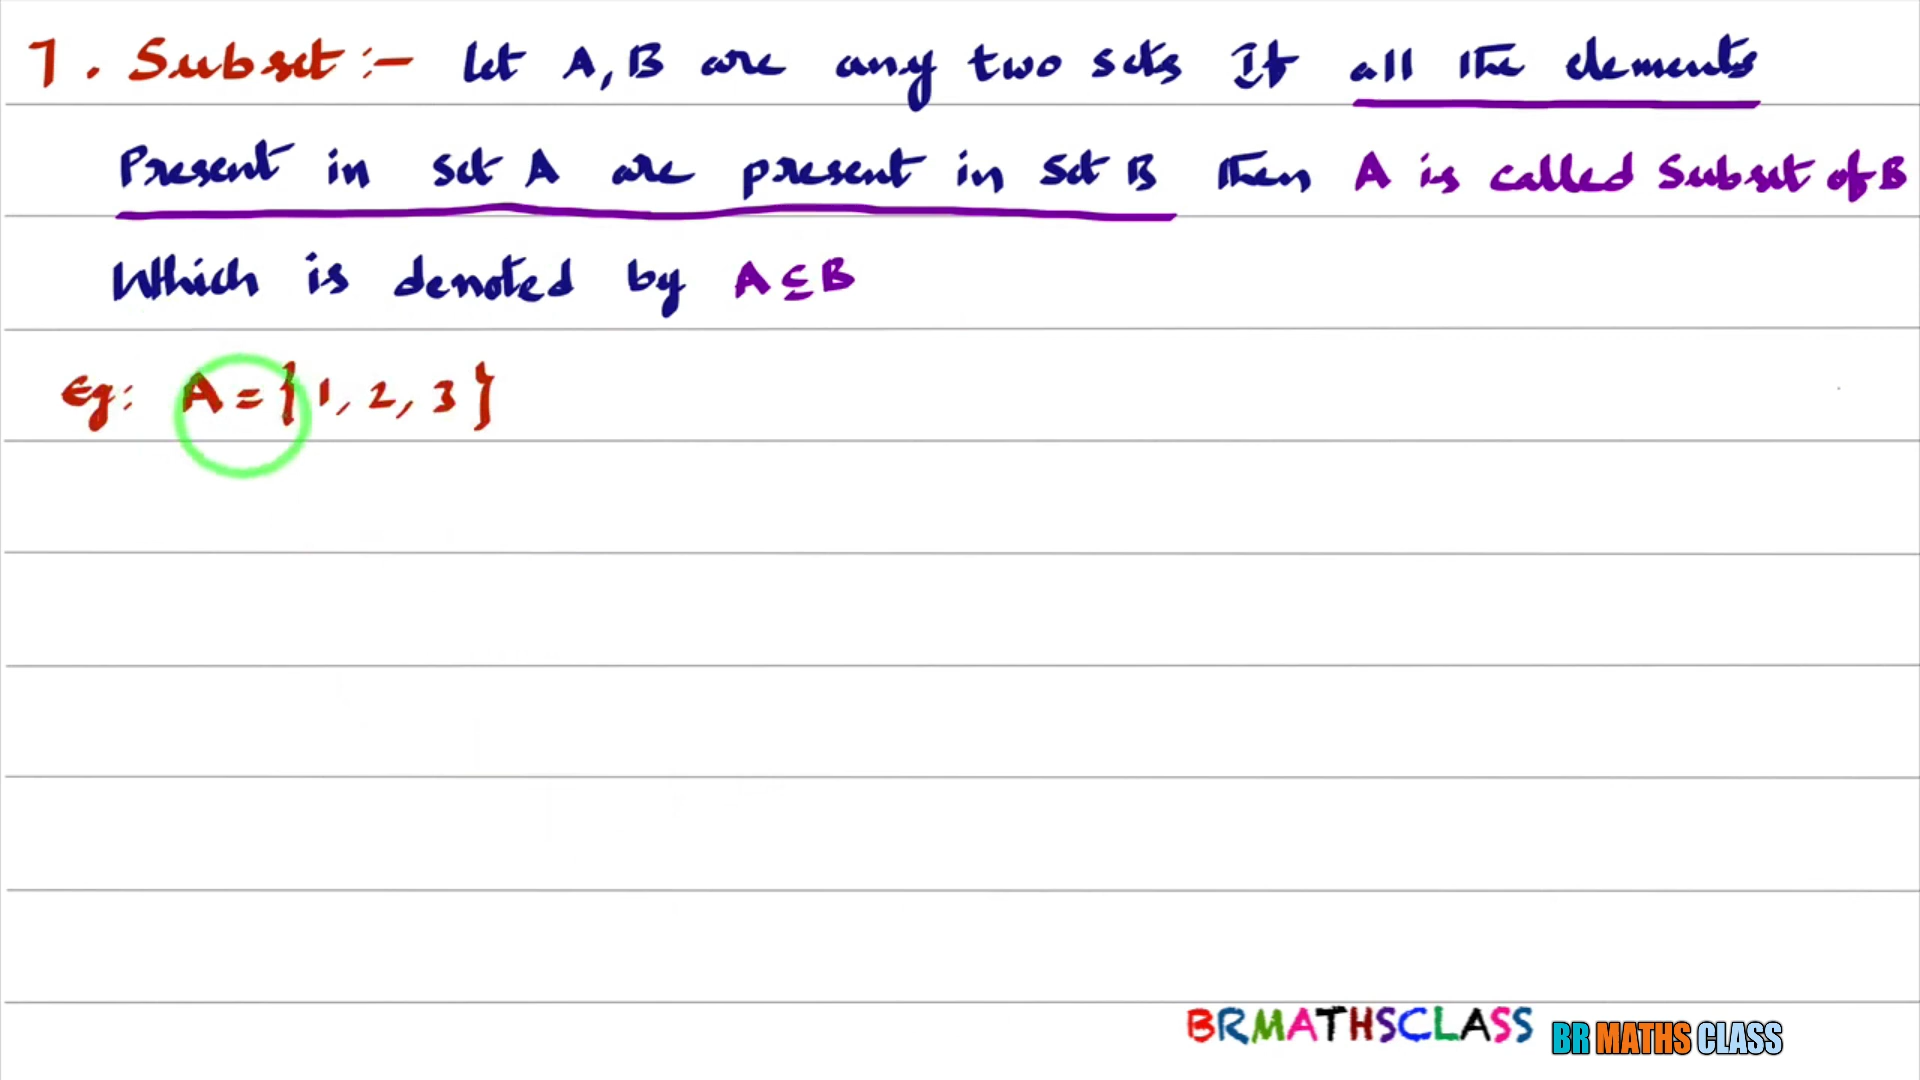 7. Subset :- Let A, B are any two sets If all the elements
Present in set A are present in set B then A is called Subset of B
Which is denoted by A ⊆ B
Eg: A = { 1, 2, 3 }
BRMATHSCLASS
BR MATHS CLASS